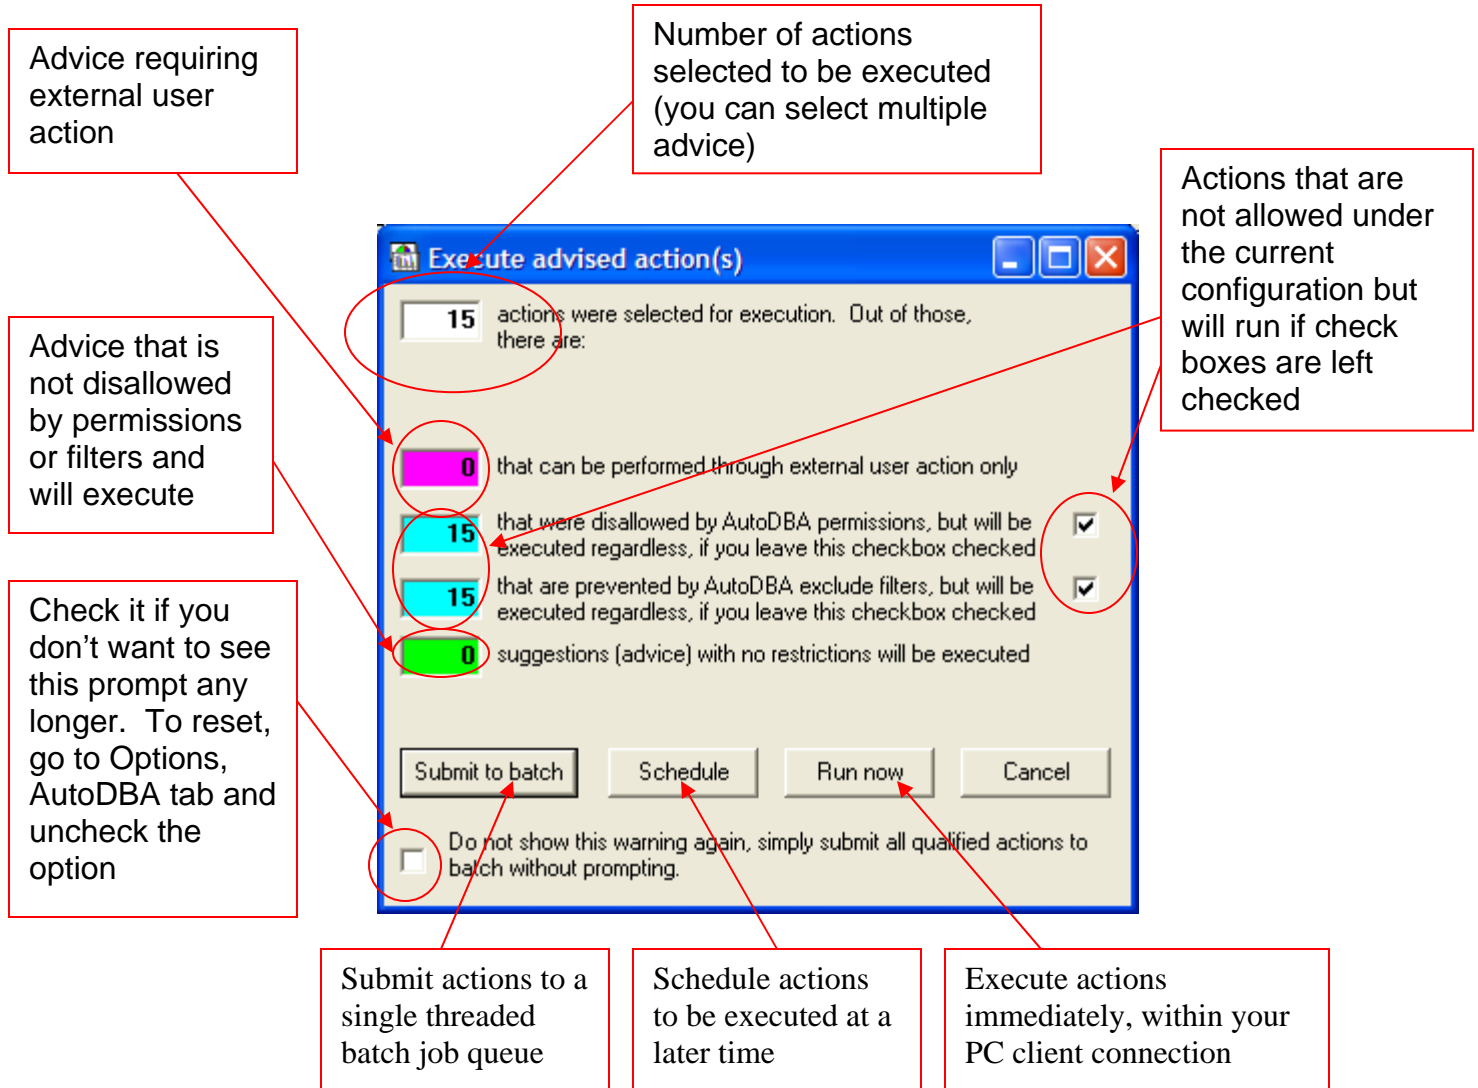 Advice requiring
external user
action
Number of actions
selected to be executed
(you can select multiple
advice)
Actions that are
not allowed under
the current
configuration but
will run if check
boxes are left
checked
Advice that is
not disallowed
by permissions
or filters and
will execute
Check it if you
don’t want to see
this prompt any
longer.  To reset,
go to Options,
AutoDBA tab and
uncheck the
option
Execute advised action(s)
15 actions were selected for execution.  Out of those,
there are:
0 that can be performed through external user action only
15 that were disallowed by AutoDBA permissions, but will be
executed regardless, if you leave this checkbox checked
15 that are prevented by AutoDBA exclude filters, but will be
executed regardless, if you leave this checkbox checked
0 suggestions (advice) with no restrictions will be executed
Submit to batch Schedule Run now Cancel
Do not show this warning again, simply submit all qualified actions to
batch without prompting.
Submit actions to a
single threaded
batch job queue
Schedule actions
to be executed at a
later time
Execute actions
immediately, within your
PC client connection